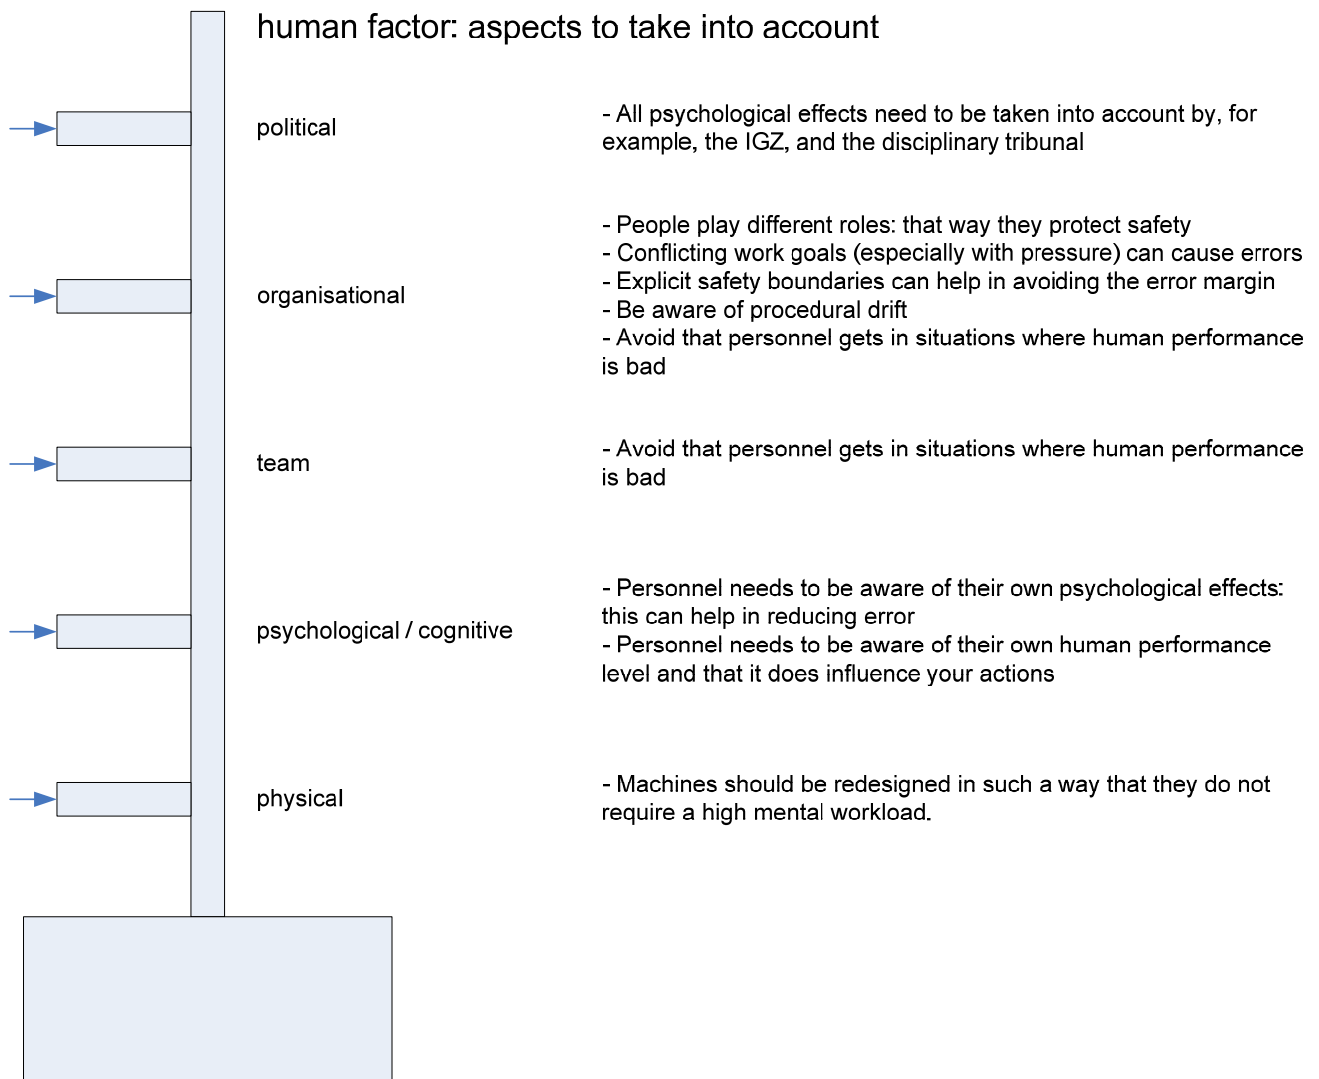 human factor: aspects to take into account
political
- All psychological effects need to be taken into account by, for
example, the IGZ, and the disciplinary tribunal
organisational
- People play different roles: that way they protect safety
- Conflicting work goals (especially with pressure) can cause errors
- Explicit safety boundaries can help in avoiding the error margin
- Be aware of procedural drift
- Avoid that personnel gets in situations where human performance
is bad
team
- Avoid that personnel gets in situations where human performance
is bad
psychological / cognitive
- Personnel needs to be aware of their own psychological effects:
this can help in reducing error
- Personnel needs to be aware of their own human performance
level and that it does influence your actions
physical
- Machines should be redesigned in such a way that they do not
require a high mental workload.